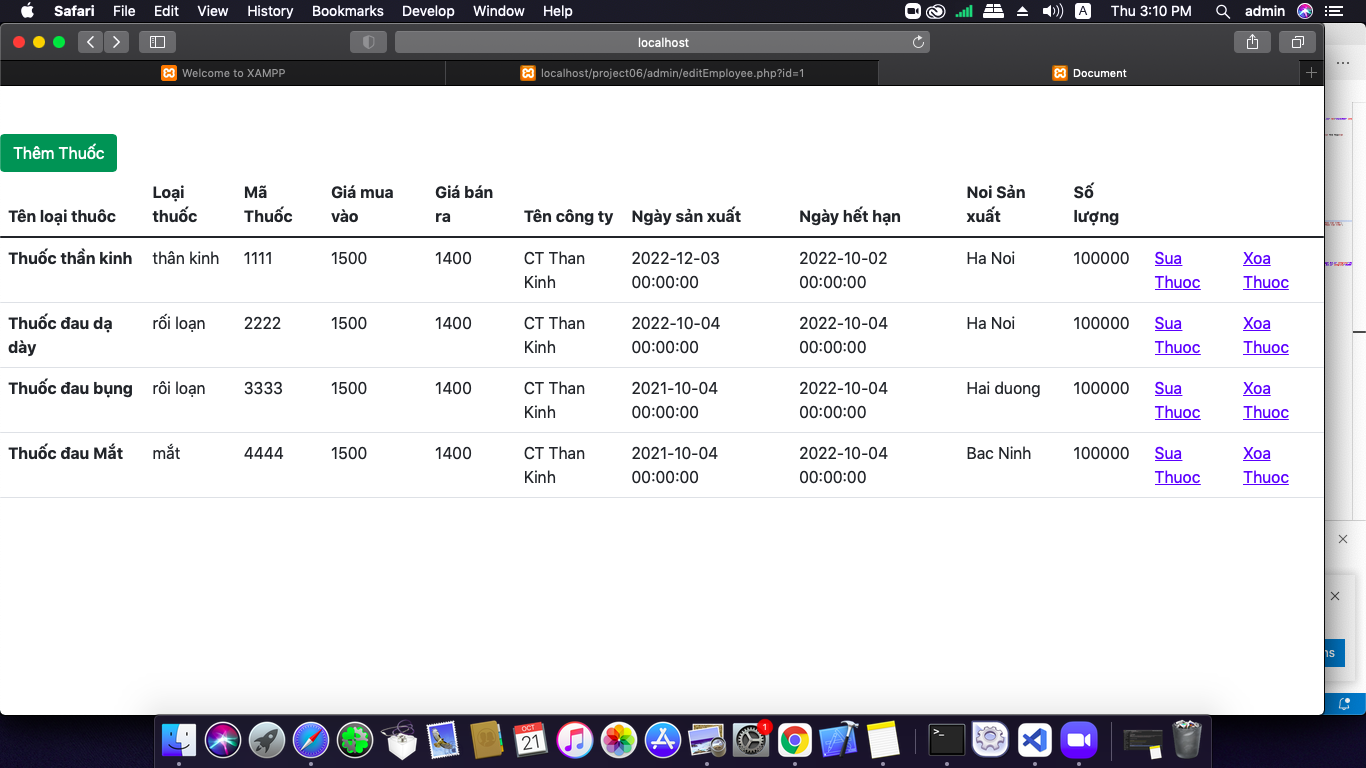 Safari File Edit View History Bookmarks Develop Window Help A Thu 3:10 PM admin
localhost
Welcome to XAMPP localhost/project06/admin/editEmployee.php?id=1 Document
Thêm Thuốc
Tên loại thuôc Loại thuốc Mã Thuốc Giá mua vào Giá bán ra Tên công ty Ngày sản xuất Ngày hết hạn Noi Sản xuất Số lượng
Thuốc thần kinh thân kinh 1111 1500 1400 CT Than Kinh 2022-12-03 00:00:00 2022-10-02 00:00:00 Ha Noi 100000 Sua Thuoc Xoa Thuoc
Thuốc đau dạ dày rối loạn 2222 1500 1400 CT Than Kinh 2022-10-04 00:00:00 2022-10-04 00:00:00 Ha Noi 100000 Sua Thuoc Xoa Thuoc
Thuốc đau bụng rôi loạn 3333 1500 1400 CT Than Kinh 2021-10-04 00:00:00 2022-10-04 00:00:00 Hai duong 100000 Sua Thuoc Xoa Thuoc
Thuốc đau Mắt mắt 4444 1500 1400 CT Than Kinh 2021-10-04 00:00:00 2022-10-04 00:00:00 Bac Ninh 100000 Sua Thuoc Xoa Thuoc
OCT
21
1